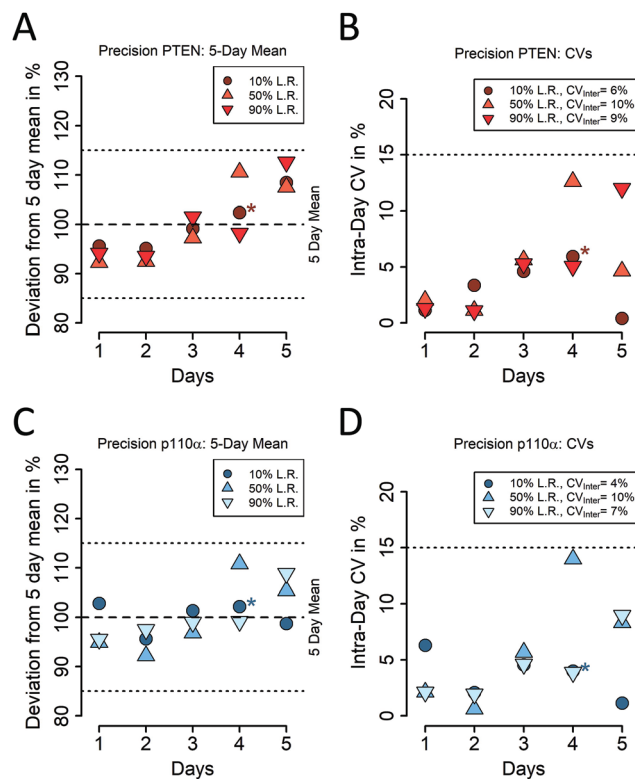 A
Precision PTEN: 5-Day Mean
Deviation from 5 day mean in %
130
120
110
100
90
80
10% L.R.
50% L.R.
90% L.R.
*
5 Day Mean
1 2 3 4 5
Days
B
Precision PTEN: CVs
Intra-Day CV in %
20
15
10
5
0
10% L.R., CVInter= 6%
50% L.R., CVInter= 10%
90% L.R., CVInter= 9%
*
1 2 3 4 5
Days
C
Precision p110α: 5-Day Mean
Deviation from 5 day mean in %
130
120
110
100
90
80
10% L.R.
50% L.R.
90% L.R.
*
5 Day Mean
1 2 3 4 5
Days
D
Precision p110α: CVs
Intra-Day CV in %
20
15
10
5
0
10% L.R., CVInter= 4%
50% L.R., CVInter= 10%
90% L.R., CVInter= 7%
*
1 2 3 4 5
Days